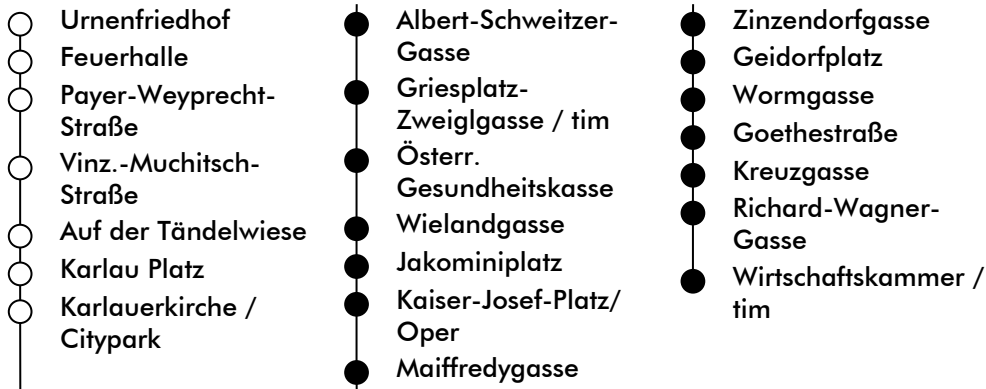 Urnenfriedhof
Feuerhalle
Payer-Weyprecht-
Straße
Vinz.-Muchitsch-
Straße
Auf der Tändelwiese
Karlau Platz
Karlauerkirche /
Citypark
Albert-Schweitzer-
Gasse
Griesplatz-
Zweiglgasse / tim
Österr.
Gesundheitskasse
Wielandgasse
Jakominiplatz
Kaiser-Josef-Platz/
Oper
Maiffredygasse
Zinzendorfgasse
Geidorfplatz
Wormgasse
Goethestraße
Kreuzgasse
Richard-Wagner-
Gasse
Wirtschaftskammer /
tim